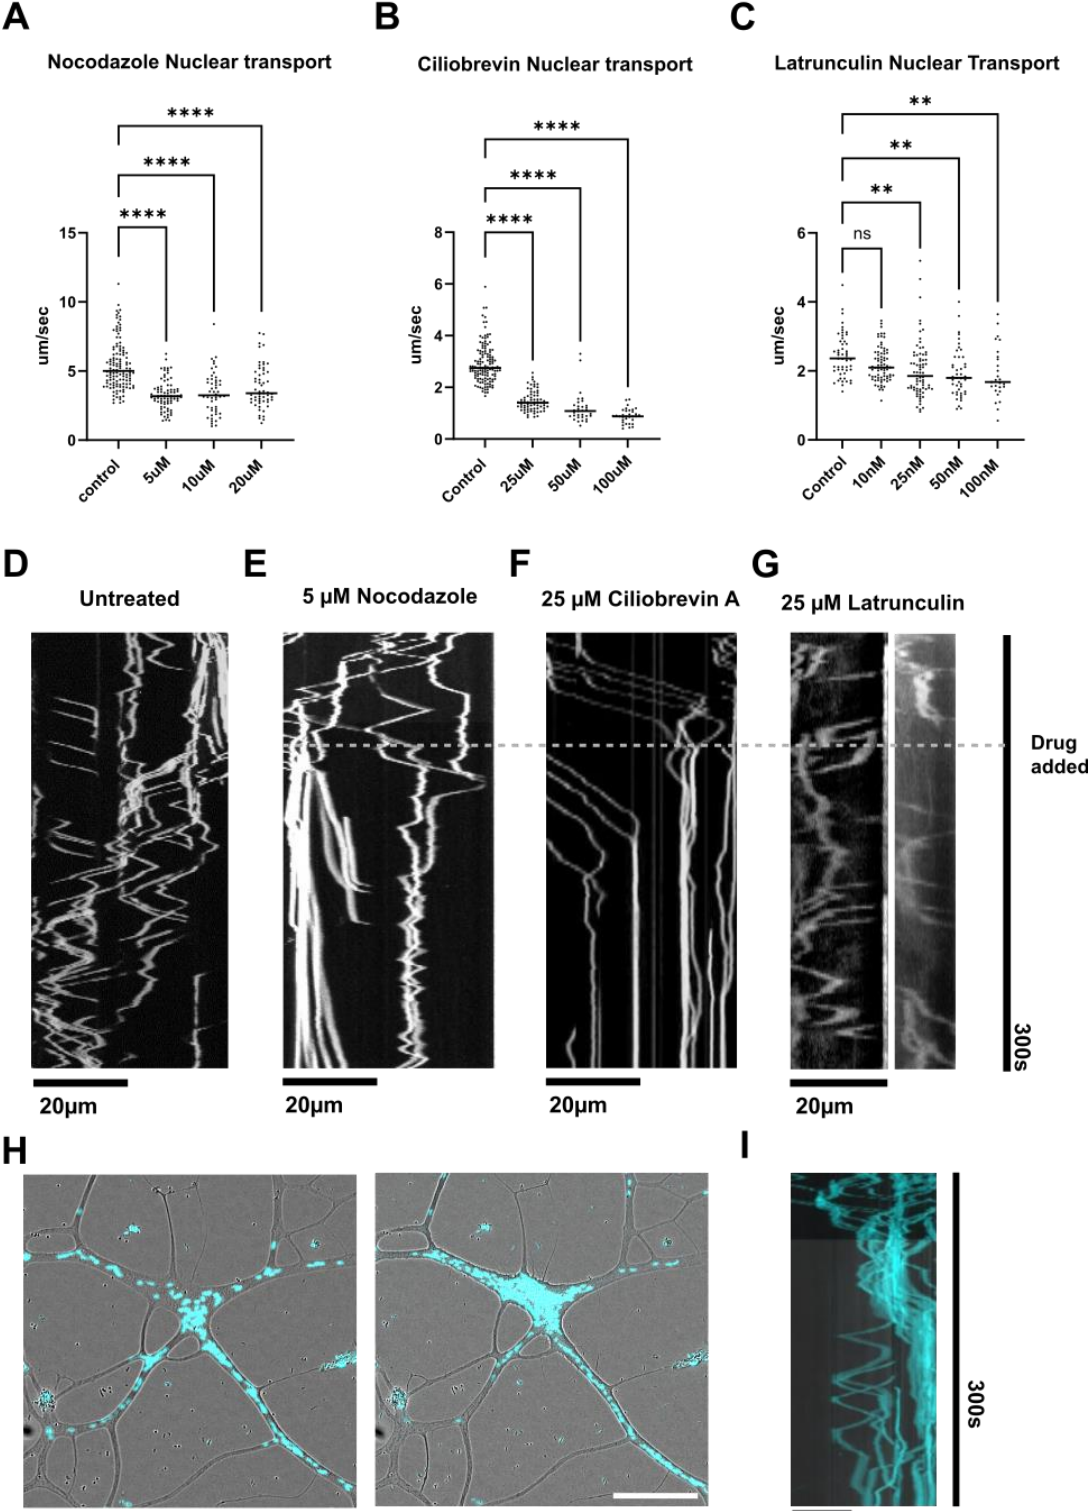 A
B
C
Nocodazole Nuclear transport
Ciliobrevin Nuclear transport
Latrunculin Nuclear Transport
****
****
****
15
10
5
0
um/sec
control
5uM
10uM
20uM
****
****
****
8
6
4
2
0
um/sec
Control
25uM
50uM
100uM
**
**
**
ns
6
4
2
0
um/sec
Control
10nM
25nM
50nM
100nM
D
E
F
G
Untreated
5 µM Nocodazole
25 µM Ciliobrevin A
25 µM Latrunculin
Drug
added
300s
20µm
20µm
20µm
20µm
H
I
300s